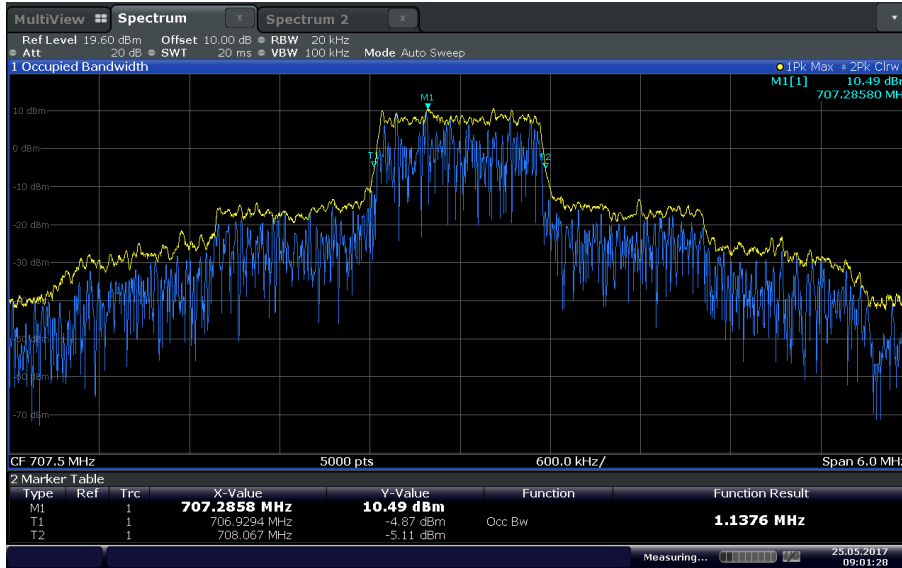 MultiView Spectrum x Spectrum 2 x
Ref Level 19.60 dBm Offset 10.00 dB RBW 20 kHz
Att 20 dB SWT 20 ms VBW 100 kHz Mode Auto Sweep
1 Occupied Bandwidth 1Pk Max 2Pk Clrw
M1[1] 10.49 dBm
707.28580 MH
M1
10 dBm
0 dBm
T2
-10 dBm
-20 dBm
-30 dBm
-70 dBm
CF 707.5 MHz 5000 pts 600.0 kHz/ Span 6.0 MHz
2 Marker Table
Type Ref Trc X-Value Y-Value Function Function Result
M1 1 707.2858 MHz 10.49 dBm
T1 1 706.9294 MHz -4.87 dBm Occ Bw 1.1376 MHz
T2 1 708.067 MHz -5.11 dBm
Measuring... 25.05.2017
09:01:28